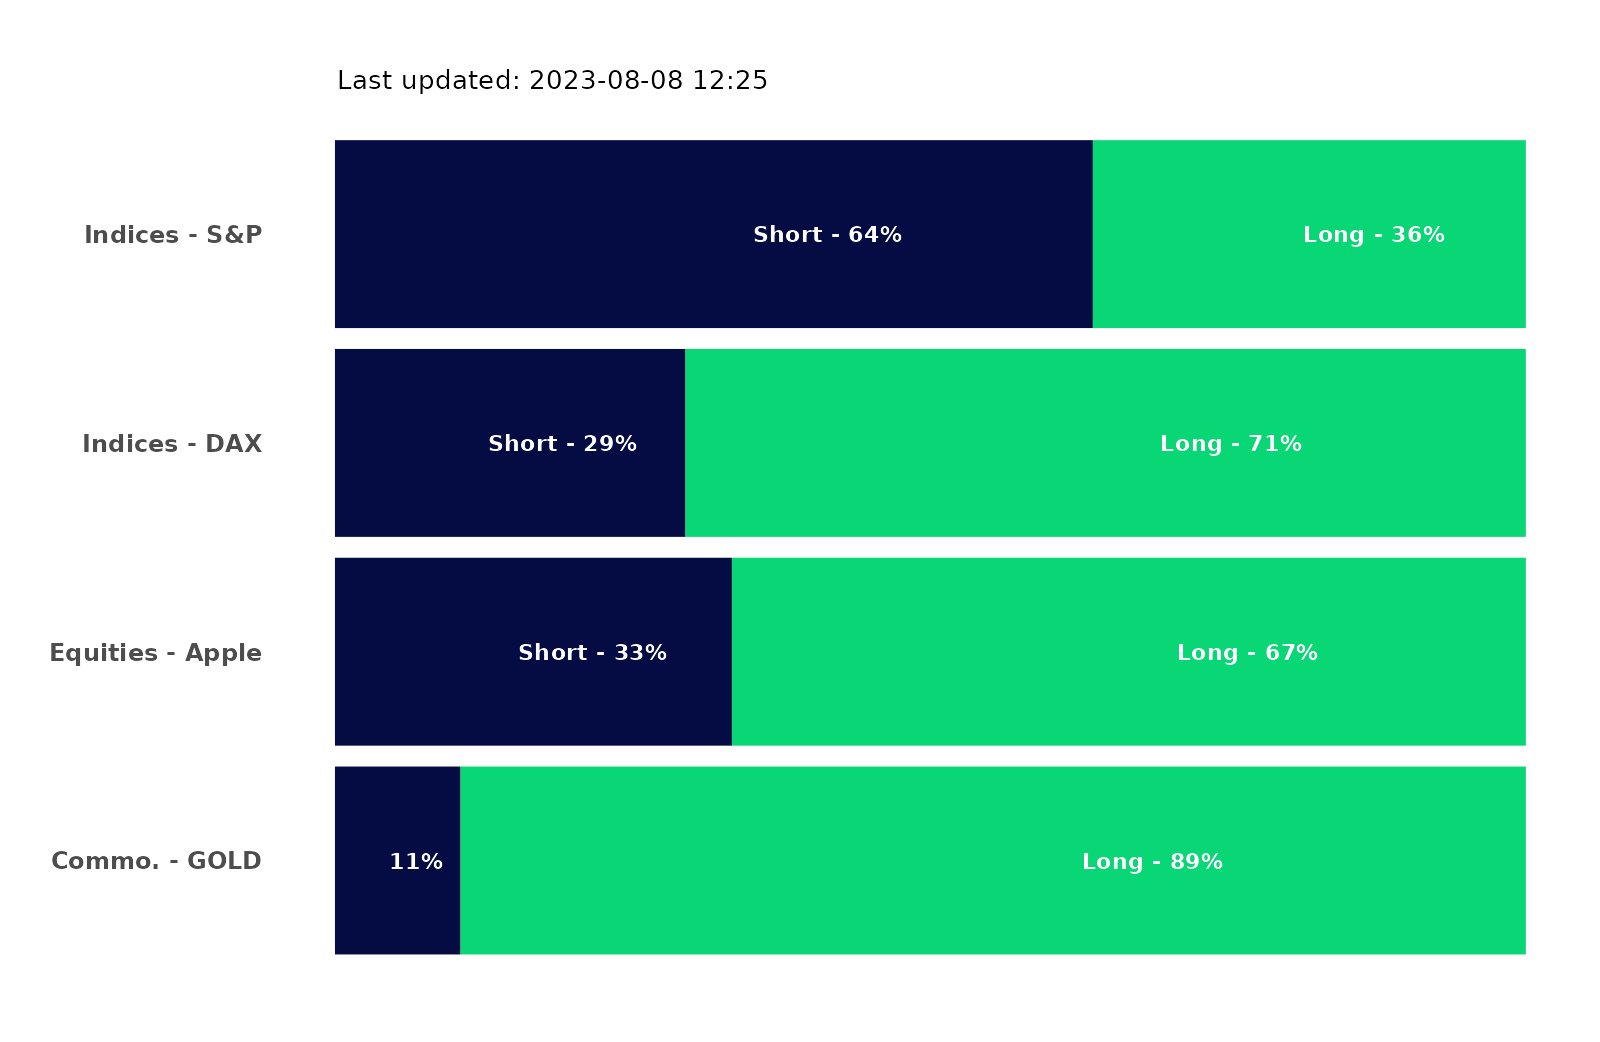 Last updated: 2023-08-08 12:25
Indices - S&P Short - 64% Long - 36%
Indices - DAX Short - 29% Long - 71%
Equities - Apple Short - 33% Long - 67%
Commo. - GOLD 11% Long - 89%